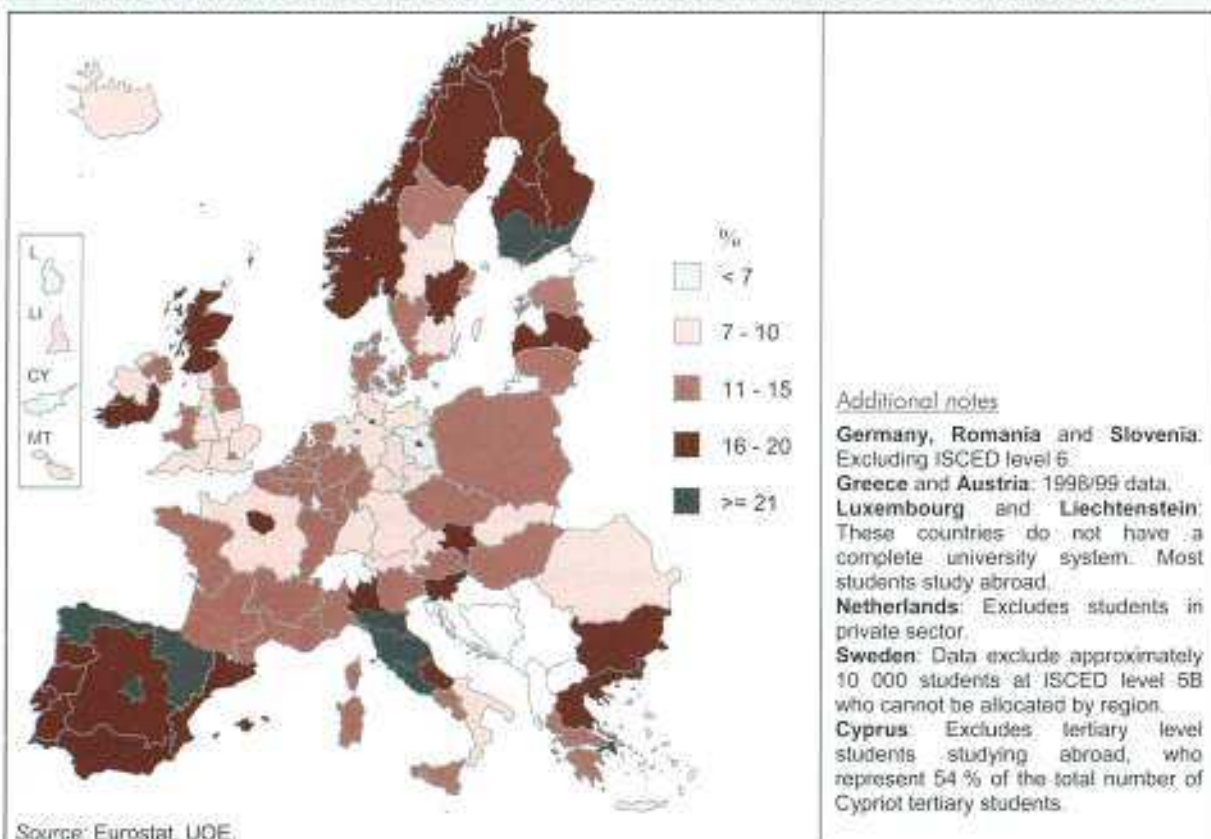 L
LI
CY
MT
%
< 7
7 - 10
11 - 15
16 - 20
>= 21
Additional notes
Germany, Romania and Slovenia:
Excluding ISCED level 6
Greece and Austria: 1998/99 data.
Luxembourg and Liechtenstein:
These countries do not have a
complete university system. Most
students study abroad.
Netherlands: Excludes students in
private sector.
Sweden: Data exclude approximately
10 000 students at ISCED level 5B
who cannot be allocated by region.
Cyprus: Excludes tertiary level
students studying abroad, who
represent 54 % of the total number of
Cypriot tertiary students.
Source: Eurostat, UOE.